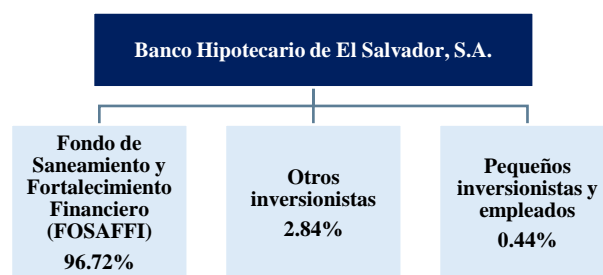 Banco Hipotecario de El Salvador, S.A.
Fondo de
Saneamiento y
Fortalecimiento
Financiero
(FOSAFFI)
96.72%
Otros
inversionistas
2.84%
Pequeños
inversionistas y
empleados
0.44%